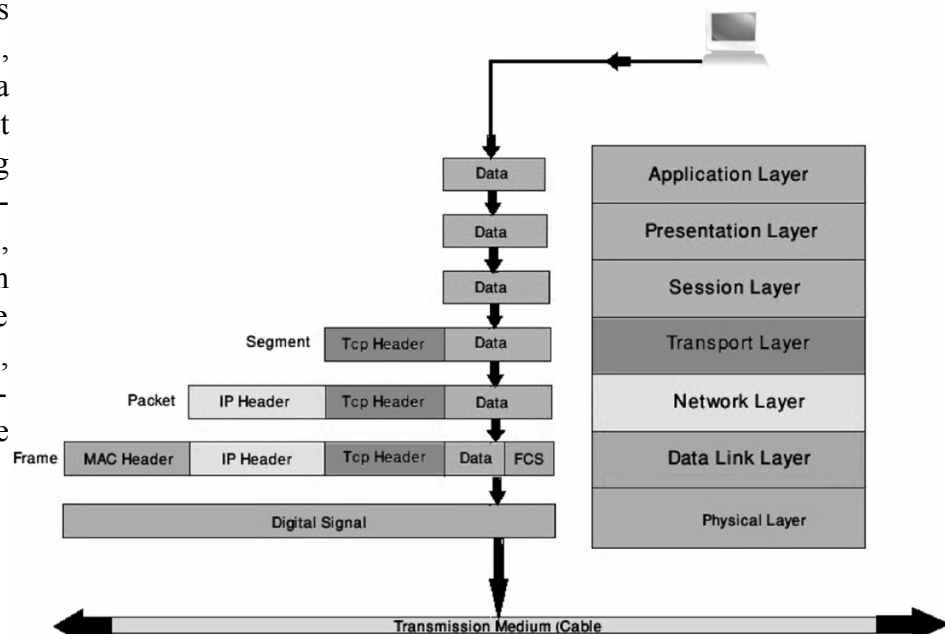 s
,
a
t
g
-
,
n
e
,
-
e
Data
Application Layer
Data
Presentation Layer
Data
Session Layer
Segment Tcp Header Data
Transport Layer
Packet IP Header Tcp Header Data
Network Layer
Frame MAC Header IP Header Tcp Header Data FCS
Data Link Layer
Digital Signal
Physical Layer
Transmission Medium (Cable